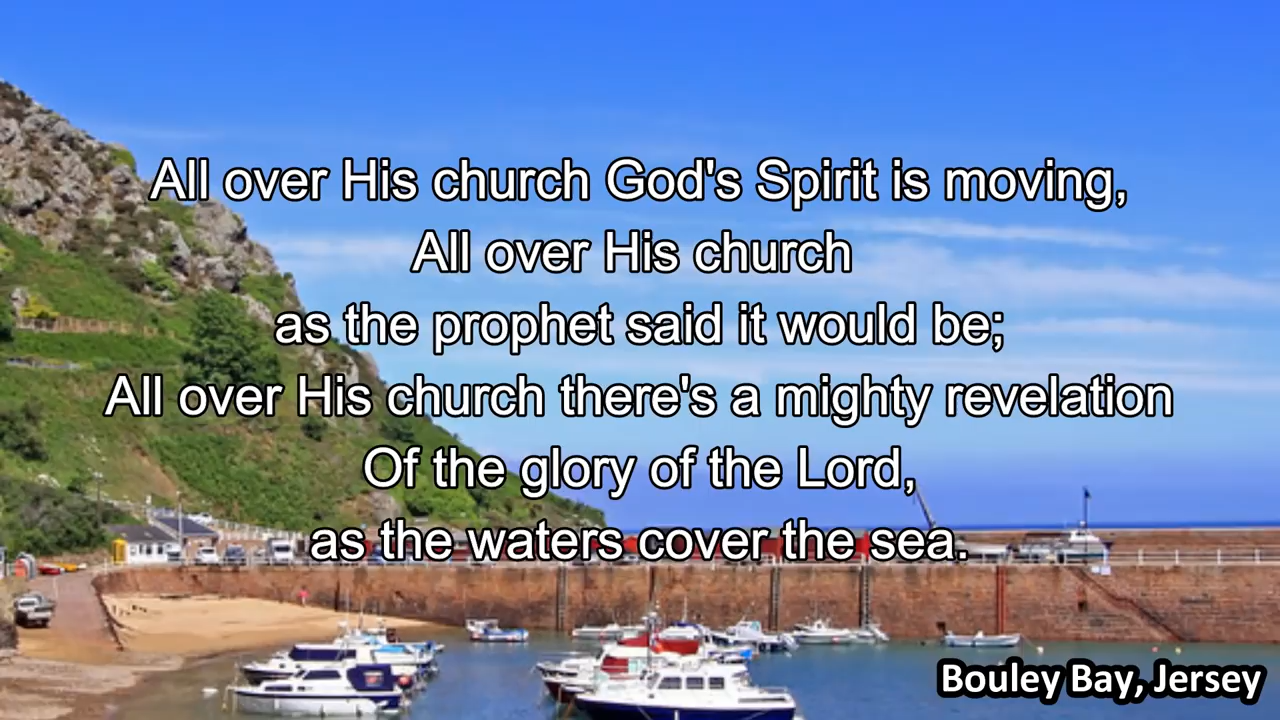 All over His church God's Spirit is moving,
All over His church
as the prophet said it would be;
All over His church there's a mighty revelation
Of the glory of the Lord,
as the waters cover the sea.
Bouley Bay, Jersey